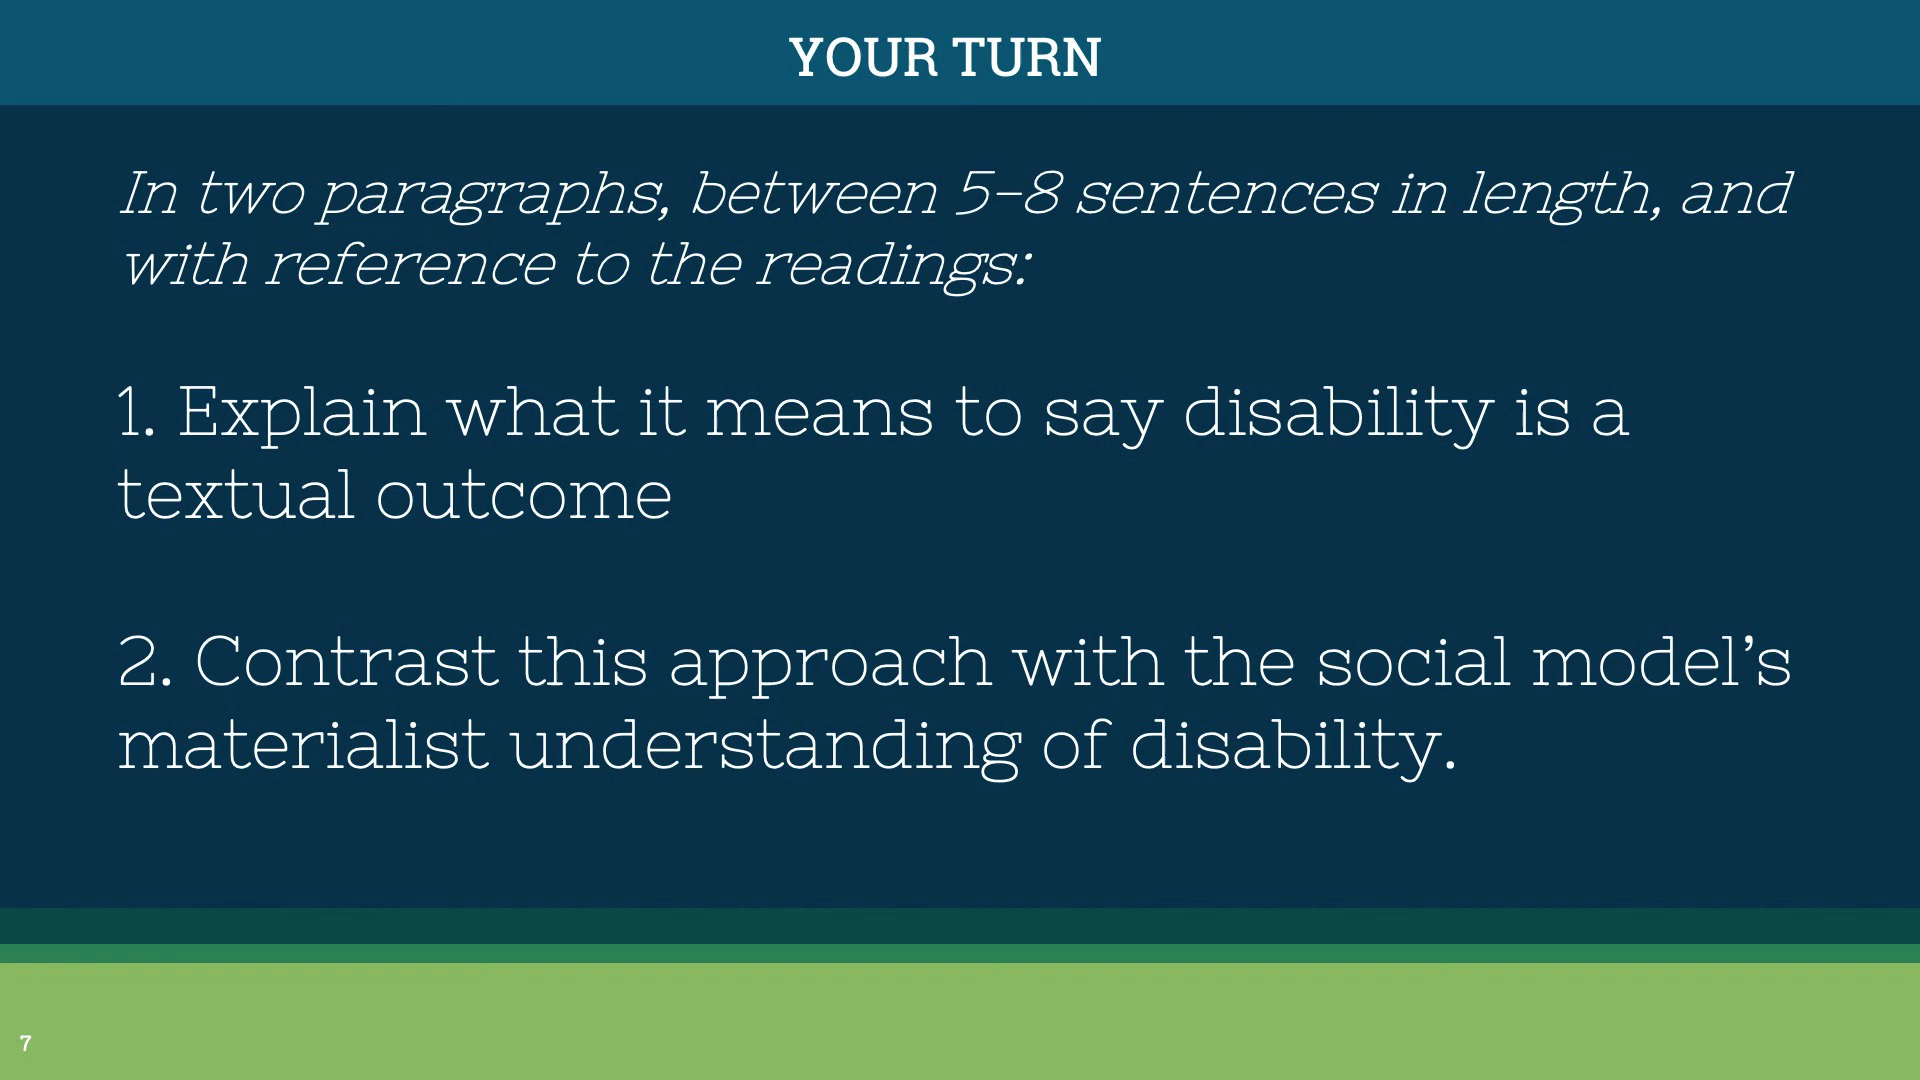 YOUR TURN
In two paragraphs, between 5-8 sentences in length, and
with reference to the readings:
1. Explain what it means to say disability is a
textual outcome
2. Contrast this approach with the social model’s
materialist understanding of disability.
7